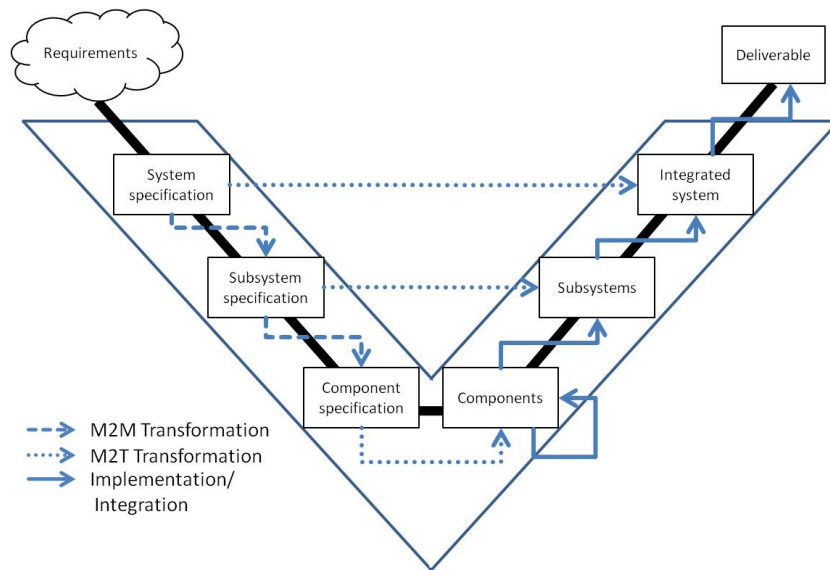 Requirements
Deliverable
System
specification
Integrated
system
Subsystem
specification
Subsystems
Component
specification
Components
M2M Transformation
M2T Transformation
Implementation/
Integration